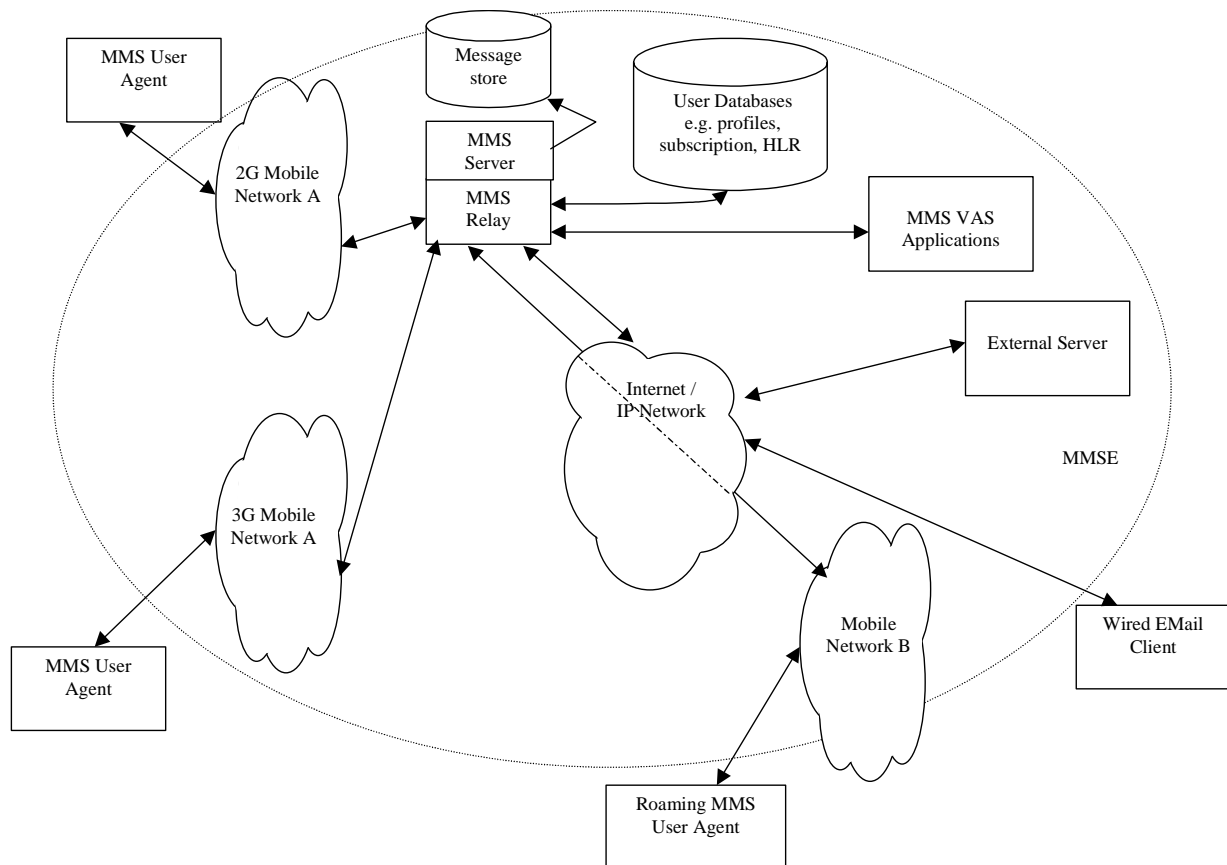 MMS User
Agent
Message
store
User Databases
e.g. profiles,
subscription, HLR
MMS
Server
2G Mobile
Network A
MMS
Relay
MMS VAS
Applications
External Server
Internet /
IP Network
MMSE
3G Mobile
Network A
Mobile
Network B
Wired EMail
Client
MMS User
Agent
Roaming MMS
User Agent